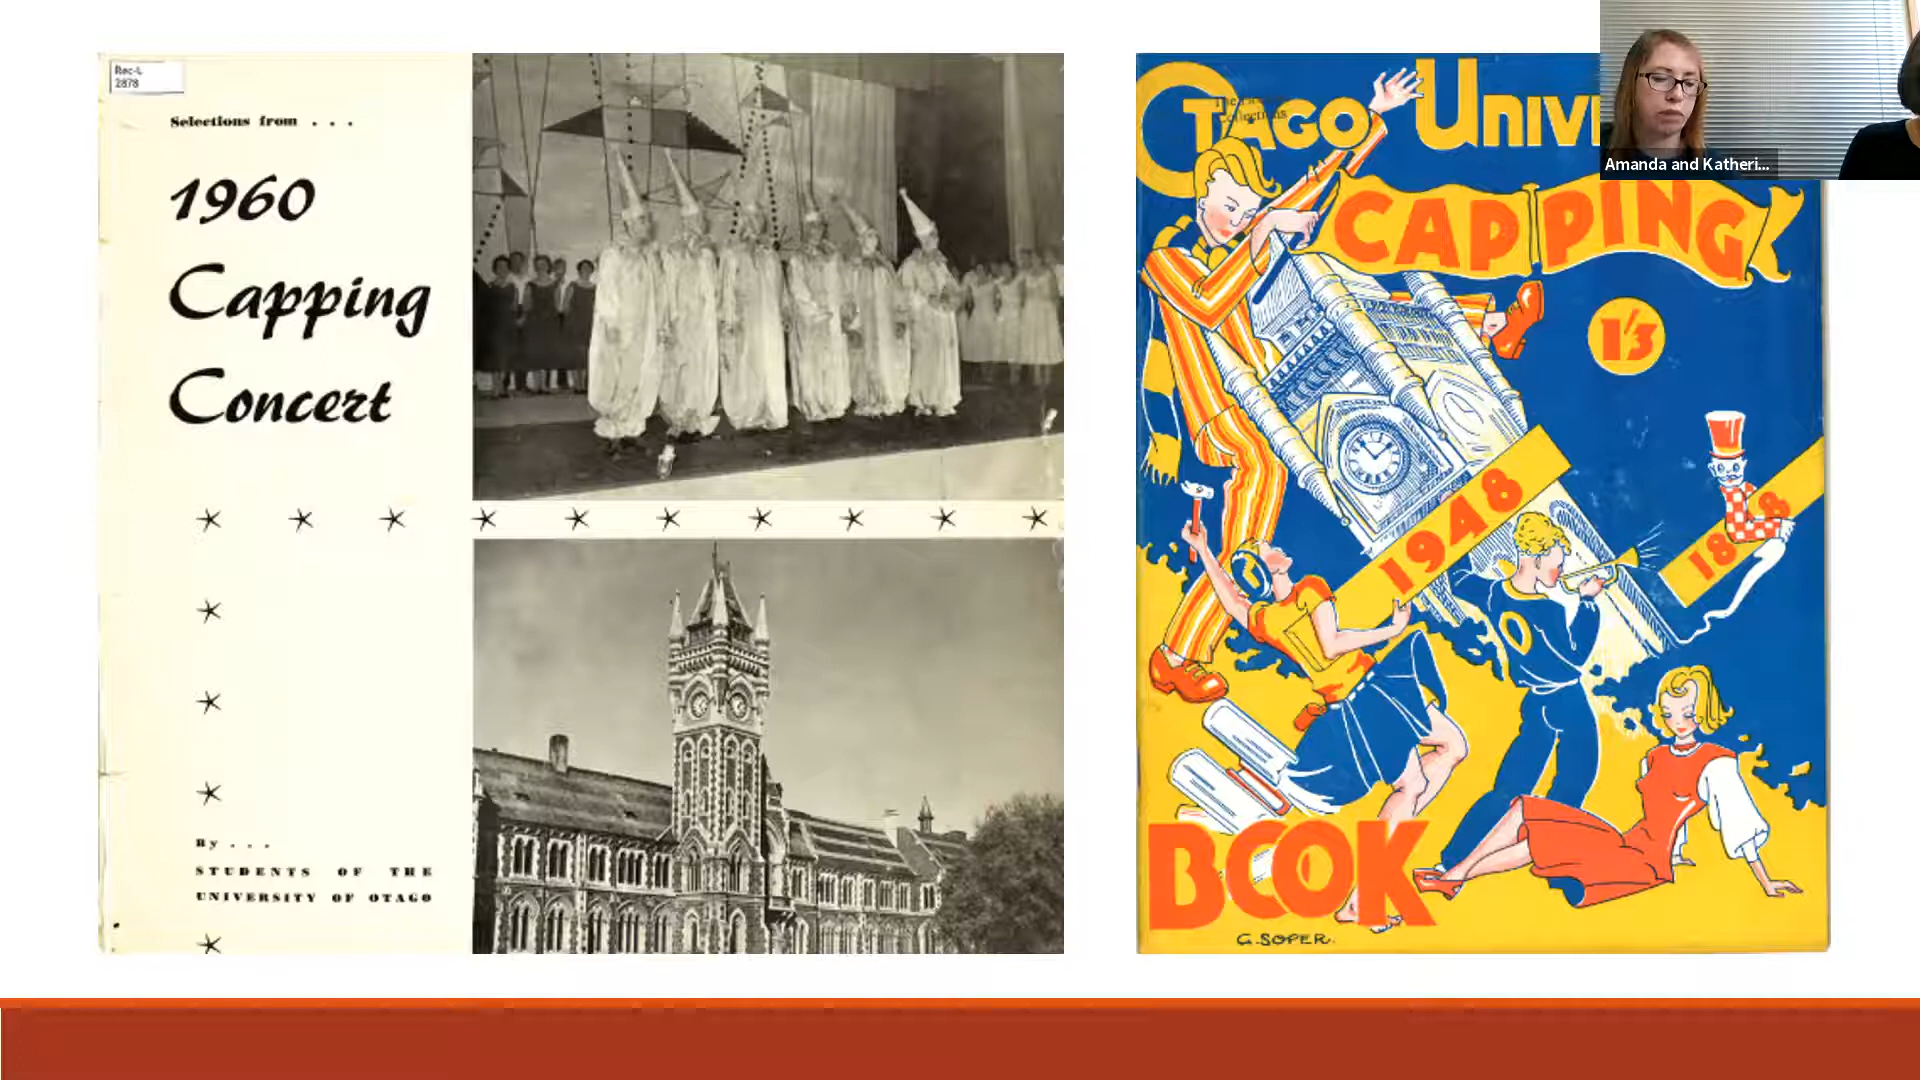 Rec-L
2878
Selections from . . .
1960
Capping
Concert
By . . .
STUDENTS OF THE
UNIVERSITY OF OTAGO
OTAGO UNIV
CAPPING
1'3
1948
BOOK
G. SOPER.
Amanda and Katheri...